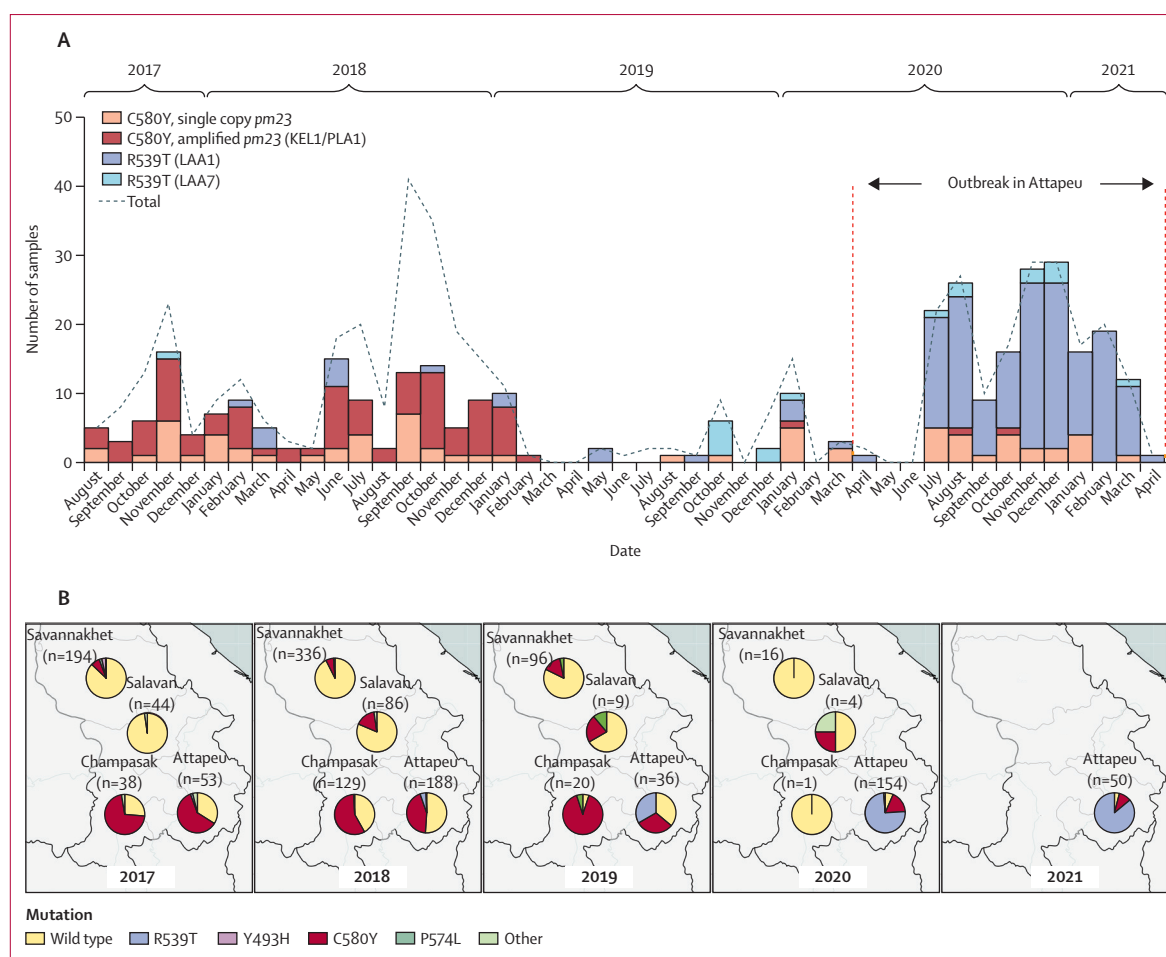 A
2017
2018
2019
2020
2021
50
40
30
20
10
0
Number of samples
C580Y, single copy pm23
C580Y, amplified pm23 (KEL1/PLA1)
R539T (LAA1)
R539T (LAA7)
Total
Outbreak in Attapeu
August
September
October
November
December
January
February
March
April
May
June
July
August
September
October
November
December
January
February
March
April
May
June
July
August
September
October
November
December
January
February
March
April
May
June
July
August
September
October
November
December
January
February
March
April
Date
B
Savannakhet
(n=194)
Salavan
(n=44)
Champasak
(n=38)
Attapeu
(n=53)
2017
Savannakhet
(n=336)
Salavan
(n=86)
Champasak
(n=129)
Attapeu
(n=188)
2018
Savannakhet
(n=96)
Salavan
(n=9)
Champasak
(n=20)
Attapeu
(n=36)
2019
Savannakhet
(n=16)
Salavan
(n=4)
Champasak
(n=1)
Attapeu
(n=154)
2020
Attapeu
(n=50)
2021
Mutation
Wild type
R539T
Y493H
C580Y
P574L
Other